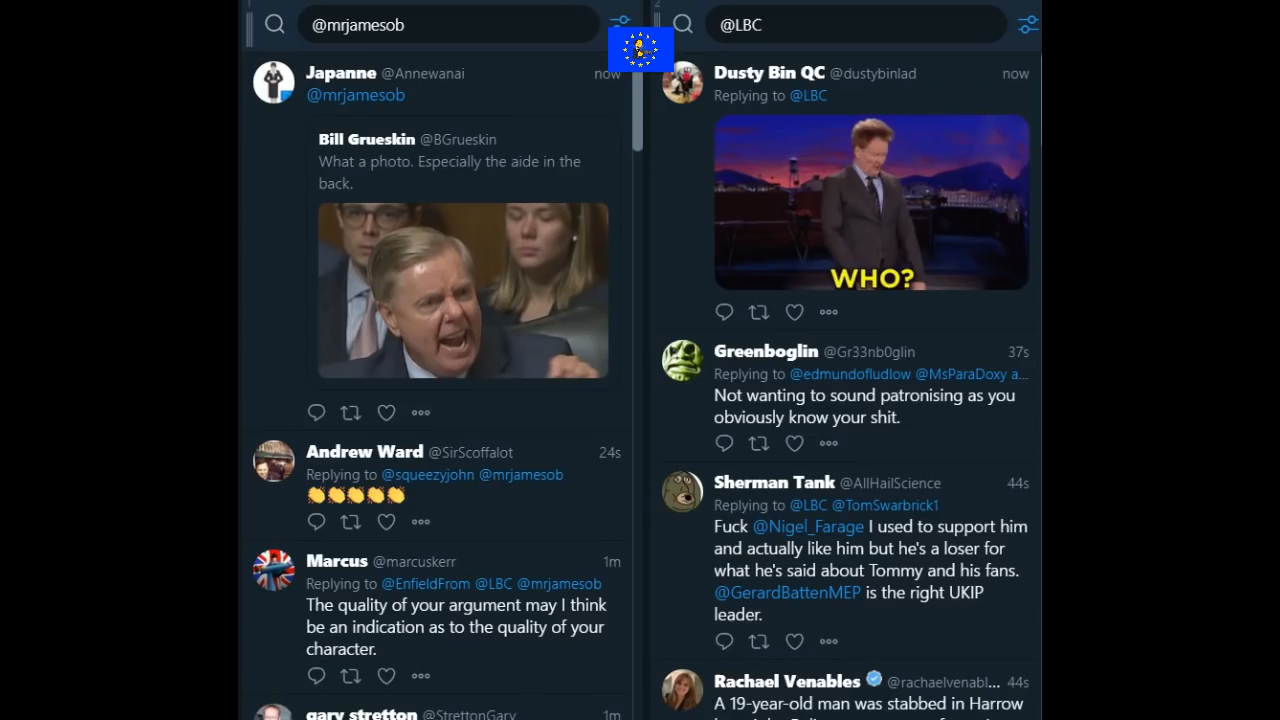 1
@mrjamesob
Japanne @Annewanai now
@mrjamesob
Bill Grueskin @BGrueskin
What a photo. Especially the aide in the
back.
Andrew Ward @SirScoffalot 24s
Replying to @squeezyjohn @mrjamesob
👏👏👏👏👏
Marcus @marcuskerr 1m
Replying to @EnfieldFrom @LBC @mrjamesob
The quality of your argument may I think
be an indication as to the quality of your
character.
gary stretton @StrettonGary 1m
2
@LBC
Dusty Bin QC @dustybinlad now
Replying to @LBC
WHO?
Greenboglin @Gr33nb0glin 37s
Replying to @edmundofludlow @MsParaDoxy a...
Not wanting to sound patronising as you
obviously know your shit.
Sherman Tank @AllHailScience 44s
Replying to @LBC @TomSwarbrick1
Fuck @Nigel_Farage I used to support him
and actually like him but he's a loser for
what he's said about Tommy and his fans.
@GerardBattenMEP is the right UKIP
leader.
Rachael Venables @rachaelvenabl... 44s
A 19-year-old man was stabbed in Harrow